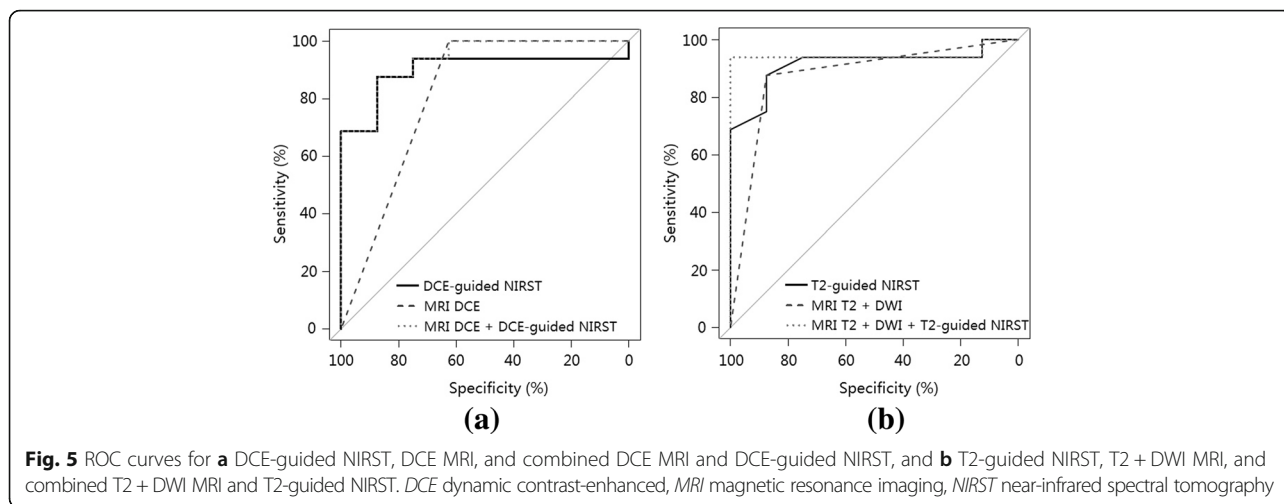 100
80
60
40
20
0
Sensitivity (%)
DCE-guided NIRST
MRI DCE
MRI DCE + DCE-guided NIRST
100 80 60 40 20 0
Specificity (%)
(a)
100
80
60
40
20
0
Sensitivity (%)
T2-guided NIRST
MRI T2 + DWI
MRI T2 + DWI + T2-guided NIRST
100 80 60 40 20 0
Specificity (%)
(b)
Fig. 5 ROC curves for a DCE-guided NIRST, DCE MRI, and combined DCE MRI and DCE-guided NIRST, and b T2-guided NIRST, T2 + DWI MRI, and
combined T2 + DWI MRI and T2-guided NIRST. DCE dynamic contrast-enhanced, MRI magnetic resonance imaging, NIRST near-infrared spectral tomography